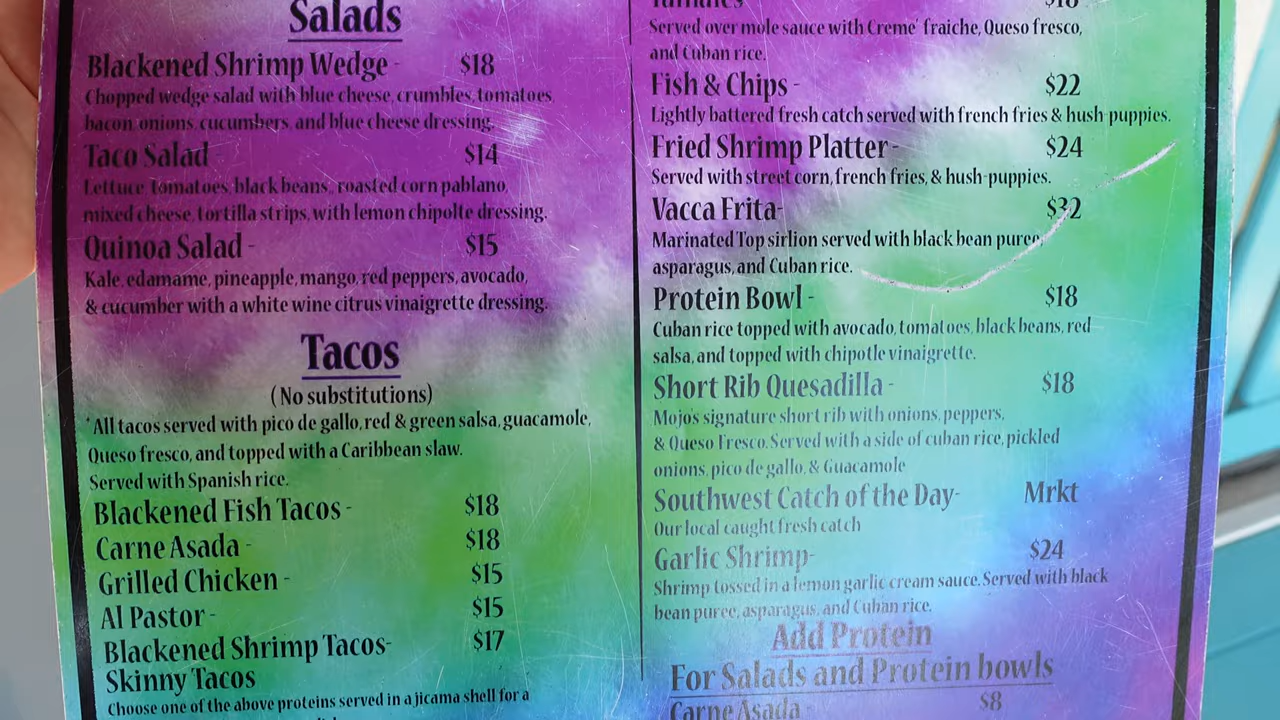 Salads
Blackened Shrimp Wedge - $18
Chopped wedge salad with blue cheese, crumbles, tomatoes,
bacon, onions, cucumbers, and blue cheese dressing.
Taco Salad $14
Lettuce, tomatoes, black beans, roasted corn pablano,
mixed cheese, tortilla strips, with lemon chipolte dressing.
Quinoa Salad - $15
Kale, edamame, pineapple, mango, red peppers, avocado,
& cucumber with a white wine citrus vinaigrette dressing.
Tacos
(No substitutions)
*All tacos served with pico de gallo, red & green salsa, guacamole,
Queso fresco, and topped with a Caribbean slaw.
Served with Spanish rice.
Blackened Fish Tacos - $18
Carne Asada - $18
Grilled Chicken - $15
Al Pastor - $15
Blackened Shrimp Tacos- $17
Skinny Tacos
Choose one of the above proteins served in a jicama shell for a
Tamales $18
Served over mole sauce with Creme' fraiche, Queso fresco,
and Cuban rice.
Fish & Chips - $22
Lightly battered fresh catch served with french fries & hush-puppies.
Fried Shrimp Platter - $24
Served with street corn, french fries, & hush-puppies.
Vacca Frita- $32
Marinated Top sirlion served with black bean puree,
asparagus, and Cuban rice.
Protein Bowl - $18
Cuban rice topped with avocado, tomatoes, black beans, red
salsa, and topped with chipotle vinaigrette.
Short Rib Quesadilla - $18
Mojo's signature short rib with onions, peppers,
& Queso Fresco. Served with a side of cuban rice, pickled
onions, pico de gallo, & Guacamole
Southwest Catch of the Day- Mrkt
Our local caught fresh catch
Garlic Shrimp- $24
Shrimp tossed in a lemon garlic cream sauce. Served with black
bean puree, asparagus, and Cuban rice.
Add Protein
For Salads and Protein bowls
Carne Asada - $8